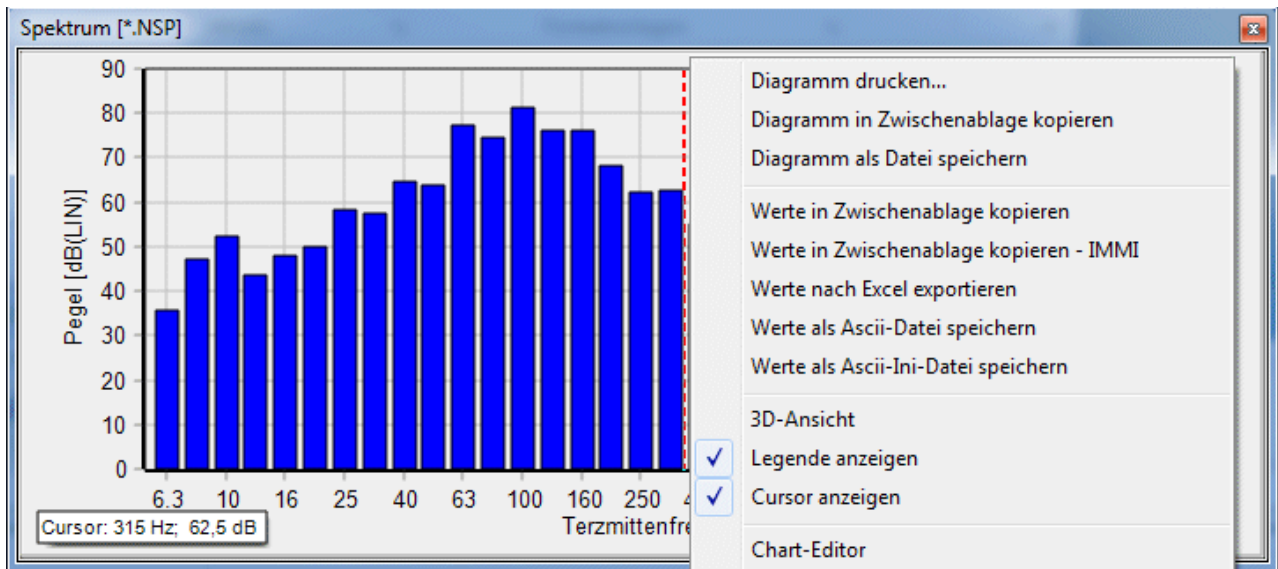 Spektrum [*.NSP]
90
80
70
60
50
40
30
20
10
0
Pegel [dB(LIN)]
6.3 10 16 25 40 63 100 160 250
Terzmittenfre
Cursor: 315 Hz; 62,5 dB
Diagramm drucken...
Diagramm in Zwischenablage kopieren
Diagramm als Datei speichern
Werte in Zwischenablage kopieren
Werte in Zwischenablage kopieren - IMMI
Werte nach Excel exportieren
Werte als Ascii-Datei speichern
Werte als Ascii-Ini-Datei speichern
3D-Ansicht
Legende anzeigen
Cursor anzeigen
Chart-Editor